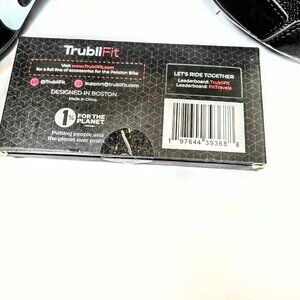 TrubliFit
Visit www.TrubliFit.com
for a full line of accessories for the Peloton Bike
@trublifit support@trublifit.com
DESIGNED IN BOSTON
Made in China
1% FOR THE
PLANET
Putting people and
the planet over profit
LET'S RIDE TOGETHER
Leaderboard: TrubliFit
Leaderboard: FitTravels
1 97644 39368 8